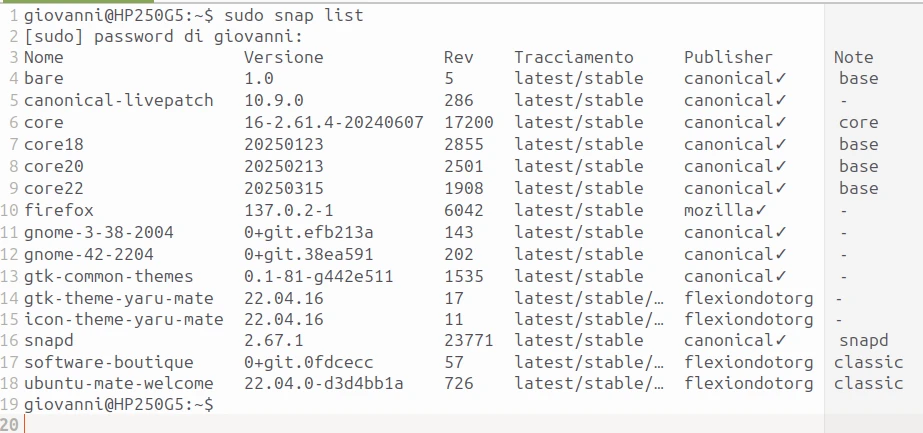 1 giovanni@HP250G5:~$ sudo snap list
2 [sudo] password di giovanni:
3 Nome Versione Rev Tracciamento Publisher Note
4 bare 1.0 5 latest/stable canonical✓ base
5 canonical-livepatch 10.9.0 286 latest/stable canonical✓ -
6 core 16-2.61.4-20240607 17200 latest/stable canonical✓ core
7 core18 20250123 2855 latest/stable canonical✓ base
8 core20 20250213 2501 latest/stable canonical✓ base
9 core22 20250315 1908 latest/stable canonical✓ base
10 firefox 137.0.2-1 6042 latest/stable mozilla✓ -
11 gnome-3-38-2004 0+git.efb213a 143 latest/stable canonical✓ -
12 gnome-42-2204 0+git.38ea591 202 latest/stable canonical✓ -
13 gtk-common-themes 0.1-81-g442e511 1535 latest/stable canonical✓ -
14 gtk-theme-yaru-mate 22.04.16 17 latest/stable/… flexiondotorg -
15 icon-theme-yaru-mate 22.04.16 11 latest/stable/… flexiondotorg -
16 snapd 2.67.1 23771 latest/stable canonical✓ snapd
17 software-boutique 0+git.0fdcecc 57 latest/stable/… flexiondotorg classic
18 ubuntu-mate-welcome 22.04.0-d3d4bb1a 726 latest/stable/… flexiondotorg classic
19 giovanni@HP250G5:~$
20